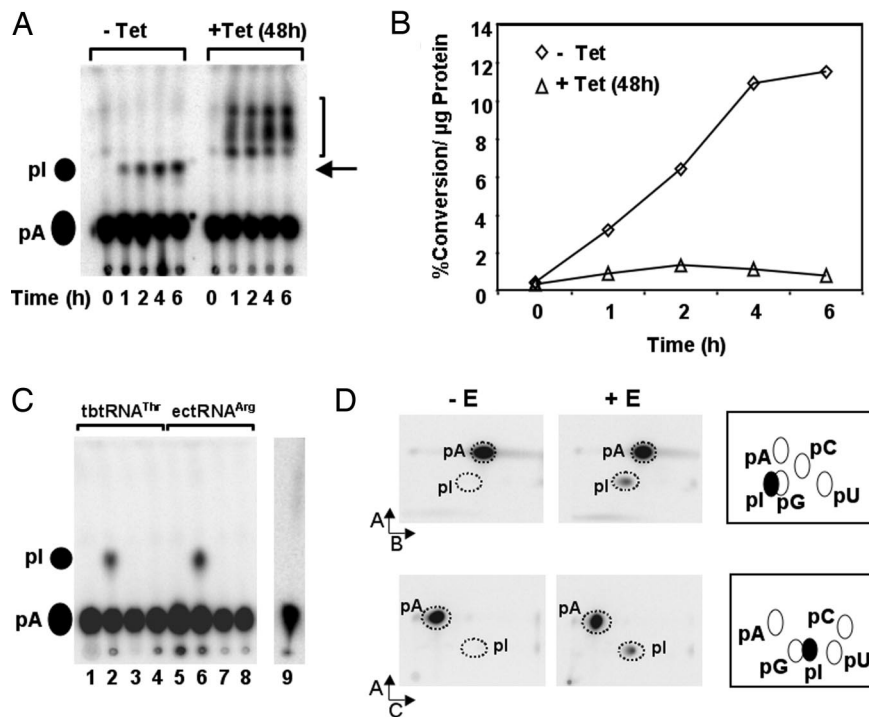 A
- Tet +Tet (48h)
pI
pA
Time (h) 0 1 2 4 6 0 1 2 4 6
B
%Conversion/ µg Protein
14
12
10
8
6
4
2
0
- Tet
+ Tet (48h)
0 1 2 4 6
Time (h)
C
tbtRNAThr ectRNAArg
pI
pA
1 2 3 4 5 6 7 8 9
D
- E + E
pA
pI
A
B
pA
pI
pA
pC
pI
pG
pU
pA
pI
A
C
pA
pI
pA
pC
pG
pI
pU